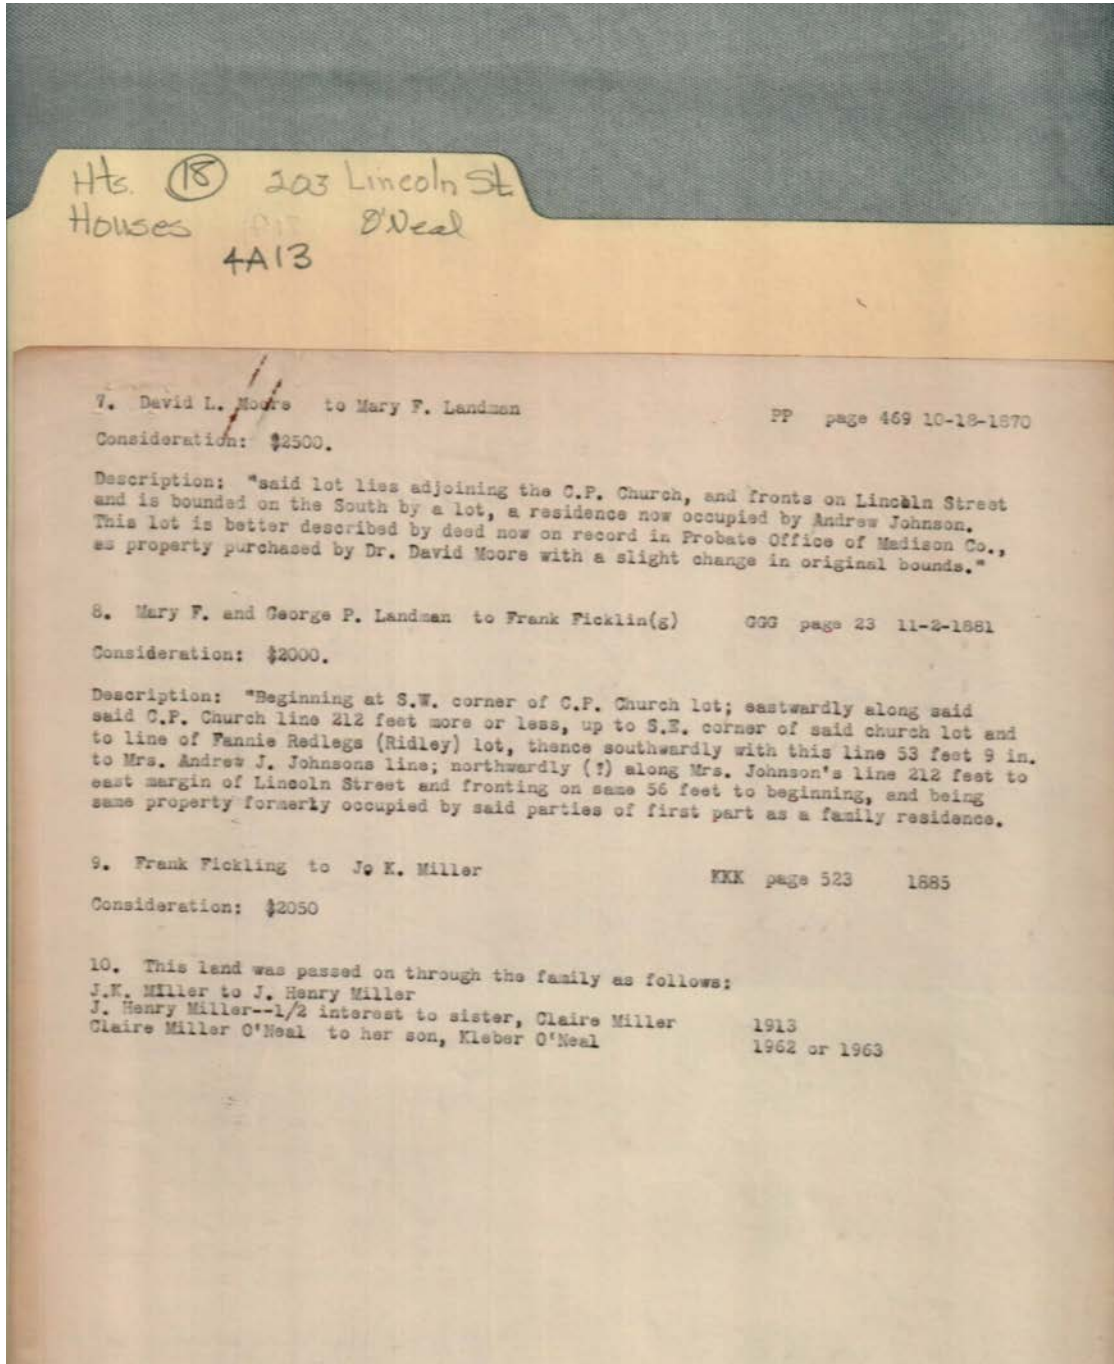 Hts. (18) 203 Lincoln St
Houses O'Neal
4A13
7. David L. Moore to Mary F. Landman PP page 469 10-18-1870
Consideration: $2500.
Description: "said lot lies adjoining the C.P. Church, and fronts on Lincoln Street
and is bounded on the South by a lot, a residence now occupied by Andrew Johnson.
This lot is better described by deed now on record in Probate Office of Madison Co.,
as property purchased by Dr. David Moore with a slight change in original bounds."
8. Mary F. and George P. Landman to Frank Ficklin(g) GGG page 23 11-2-1881
Consideration: $2000.
Description: "Beginning at S.W. corner of C.P. Church lot; eastwardly along said
said C.P. Church line 212 feet more or less, up to S.E. corner of said church lot and
to line of Fannie Redlegs (Ridley) lot, thence southwardly with this line 53 feet 9 in.
to Mrs. Andrew J. Johnsons line; northwardly (?) along Mrs. Johnson's line 212 feet to
east margin of Lincoln Street and fronting on same 56 feet to beginning, and being
same property formerly occupied by said parties of first part as a family residence.
9. Frank Fickling to Jo K. Miller KKK page 523 1885
Consideration: $2050
10. This land was passed on through the family as follows:
J.K. Miller to J. Henry Miller
J. Henry Miller--1/2 interest to sister, Claire Miller 1913
Claire Miller O'Neal to her son, Kleber O'Neal 1962 or 1963